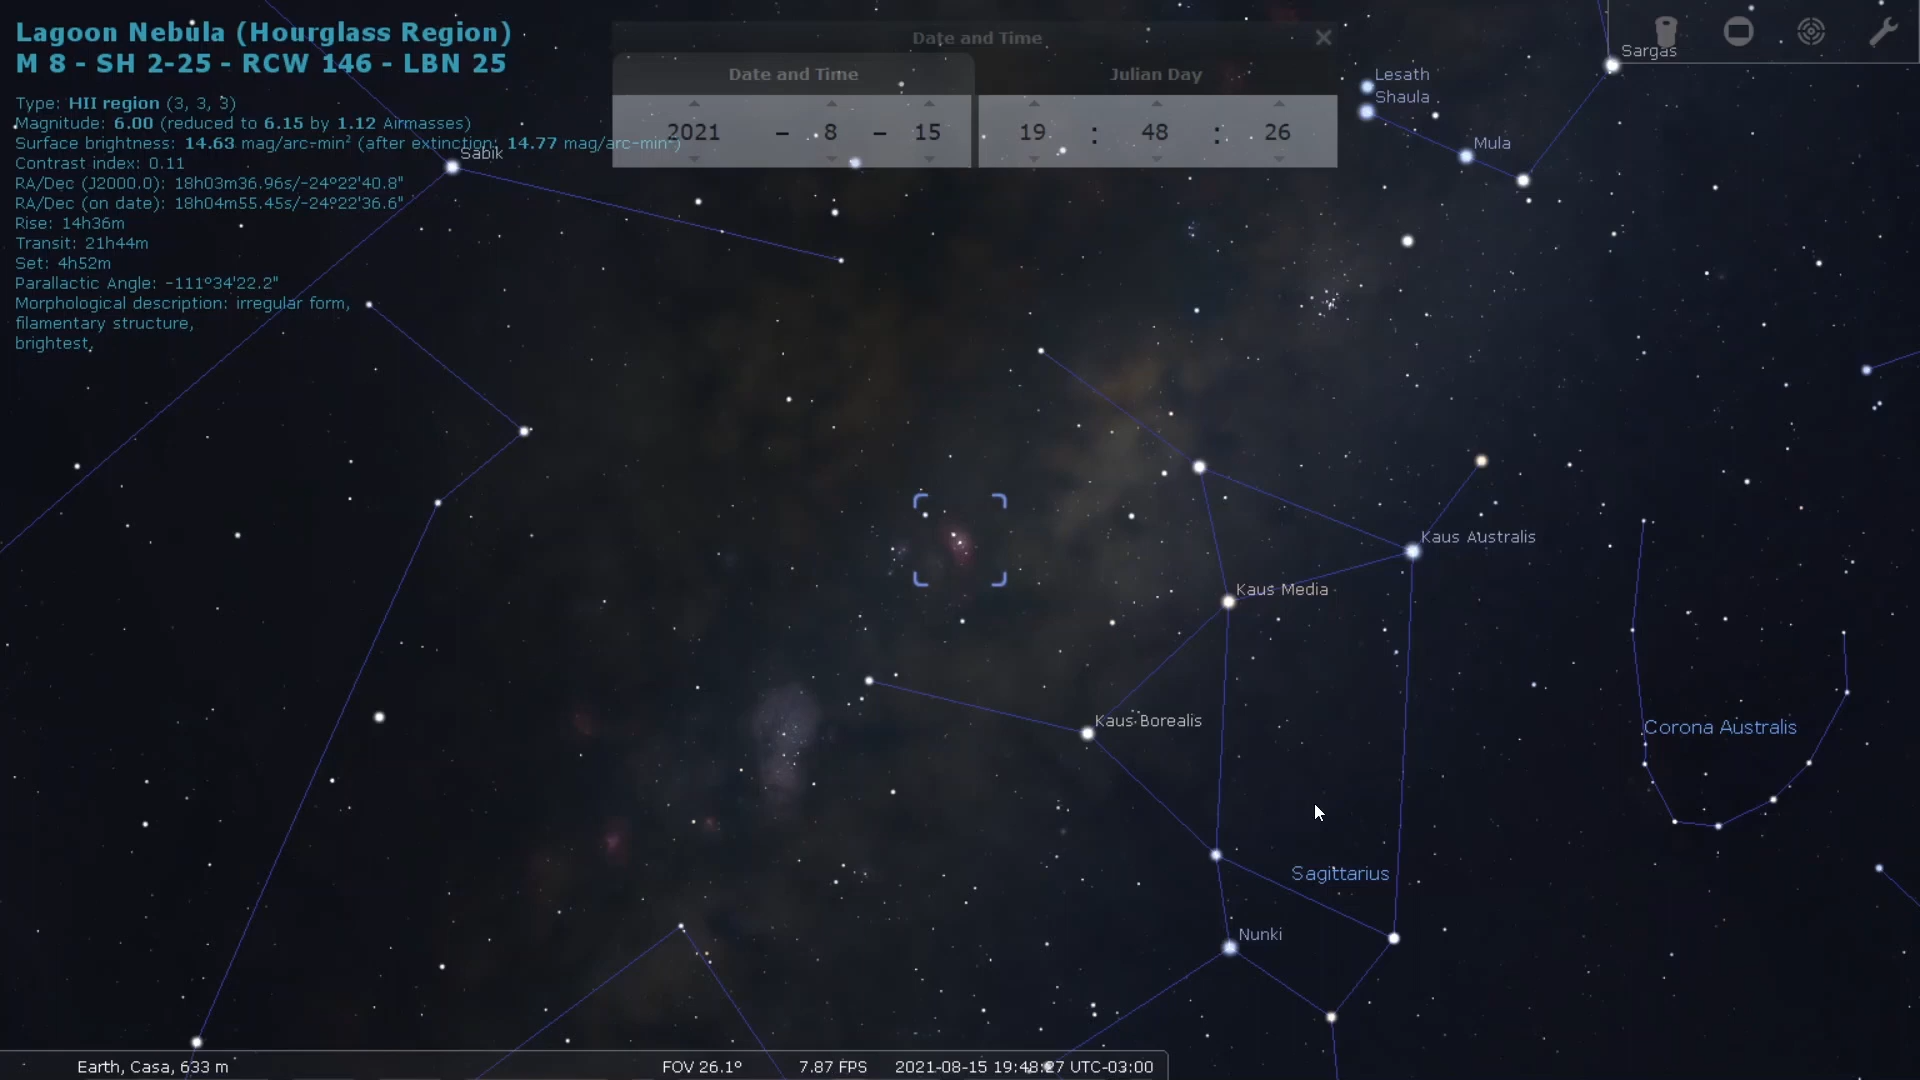 Lagoon Nebula (Hourglass Region)
M 8 - SH 2-25 - RCW 146 - LBN 25
Type: HII region (3, 3, 3)
Magnitude: 6.00 (reduced to 6.15 by 1.12 Airmasses)
Surface brightness: 14.63 mag/arc-min² (after extinction: 14.77 mag/arc-min²)
Contrast index: 0.11
RA/Dec (J2000.0): 18h03m36.96s/-24°22'40.8"
RA/Dec (on date): 18h04m55.45s/-24°22'36.6"
Rise: 14h36m
Transit: 21h44m
Set: 4h52m
Parallactic Angle: -111°34'22.2"
Morphological description: irregular form,
filamentary structure,
brightest,
Date and Time
Date and Time Julian Day
2021 - 8 - 15 19 : 48 : 26
Sargas
Lesath
Shaula
Mula
Sabik
Kaus Australis
Kaus Media
Kaus Borealis
Corona Australis
Sagittarius
Nunki
Earth, Casa, 633 m FOV 26.1° 7.87 FPS 2021-08-15 19:48:27 UTC-03:00